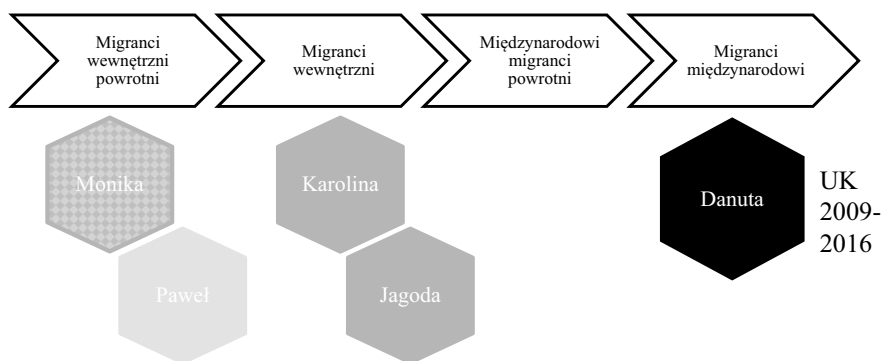 Migranci
wewnętrzni
powrotni
Migranci
wewnętrzni
Międzynarodowi
migranci
powrotni
Migranci
międzynarodowi
Monika
Karolina
Danuta
UK
2009-
2016
Paweł
Jagoda